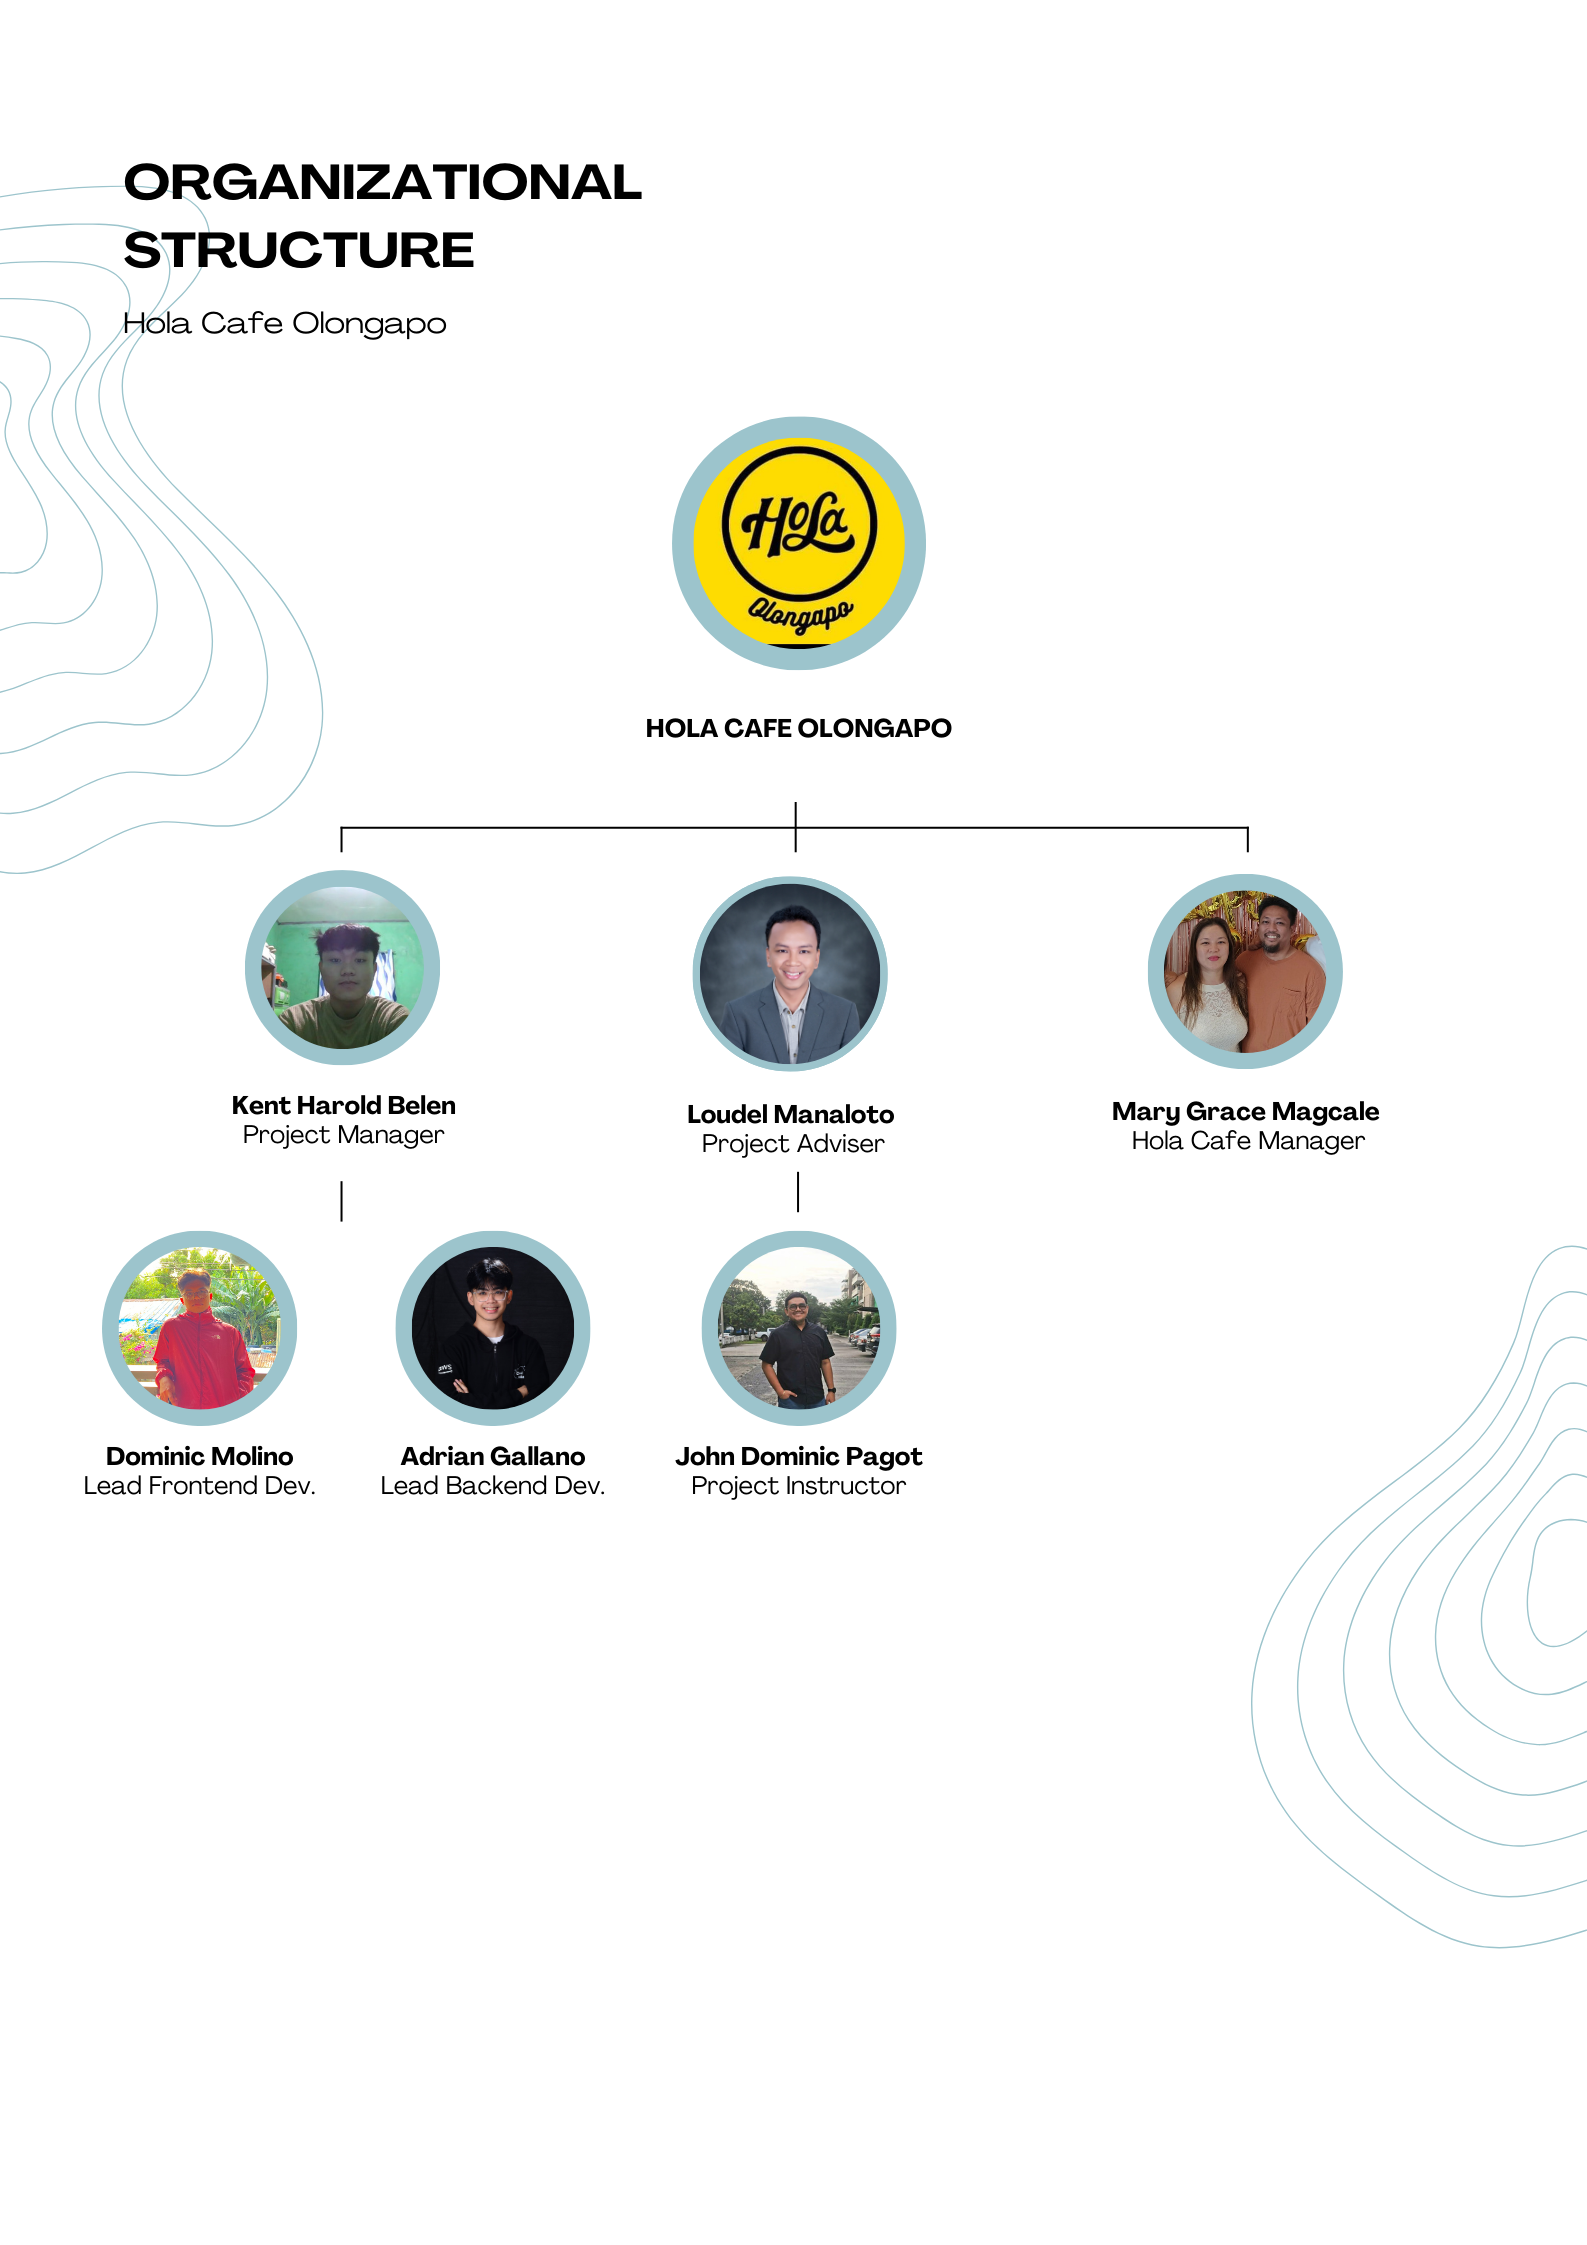 ORGANIZATIONAL
STRUCTURE
Hola Cafe Olongapo
Hola
Olongapo
HOLA CAFE OLONGAPO
Kent Harold Belen
Project Manager
Loudel Manaloto
Project Adviser
Mary Grace Magcale
Hola Cafe Manager
Dominic Molino
Lead Frontend Dev.
Adrian Gallano
Lead Backend Dev.
John Dominic Pagot
Project Instructor